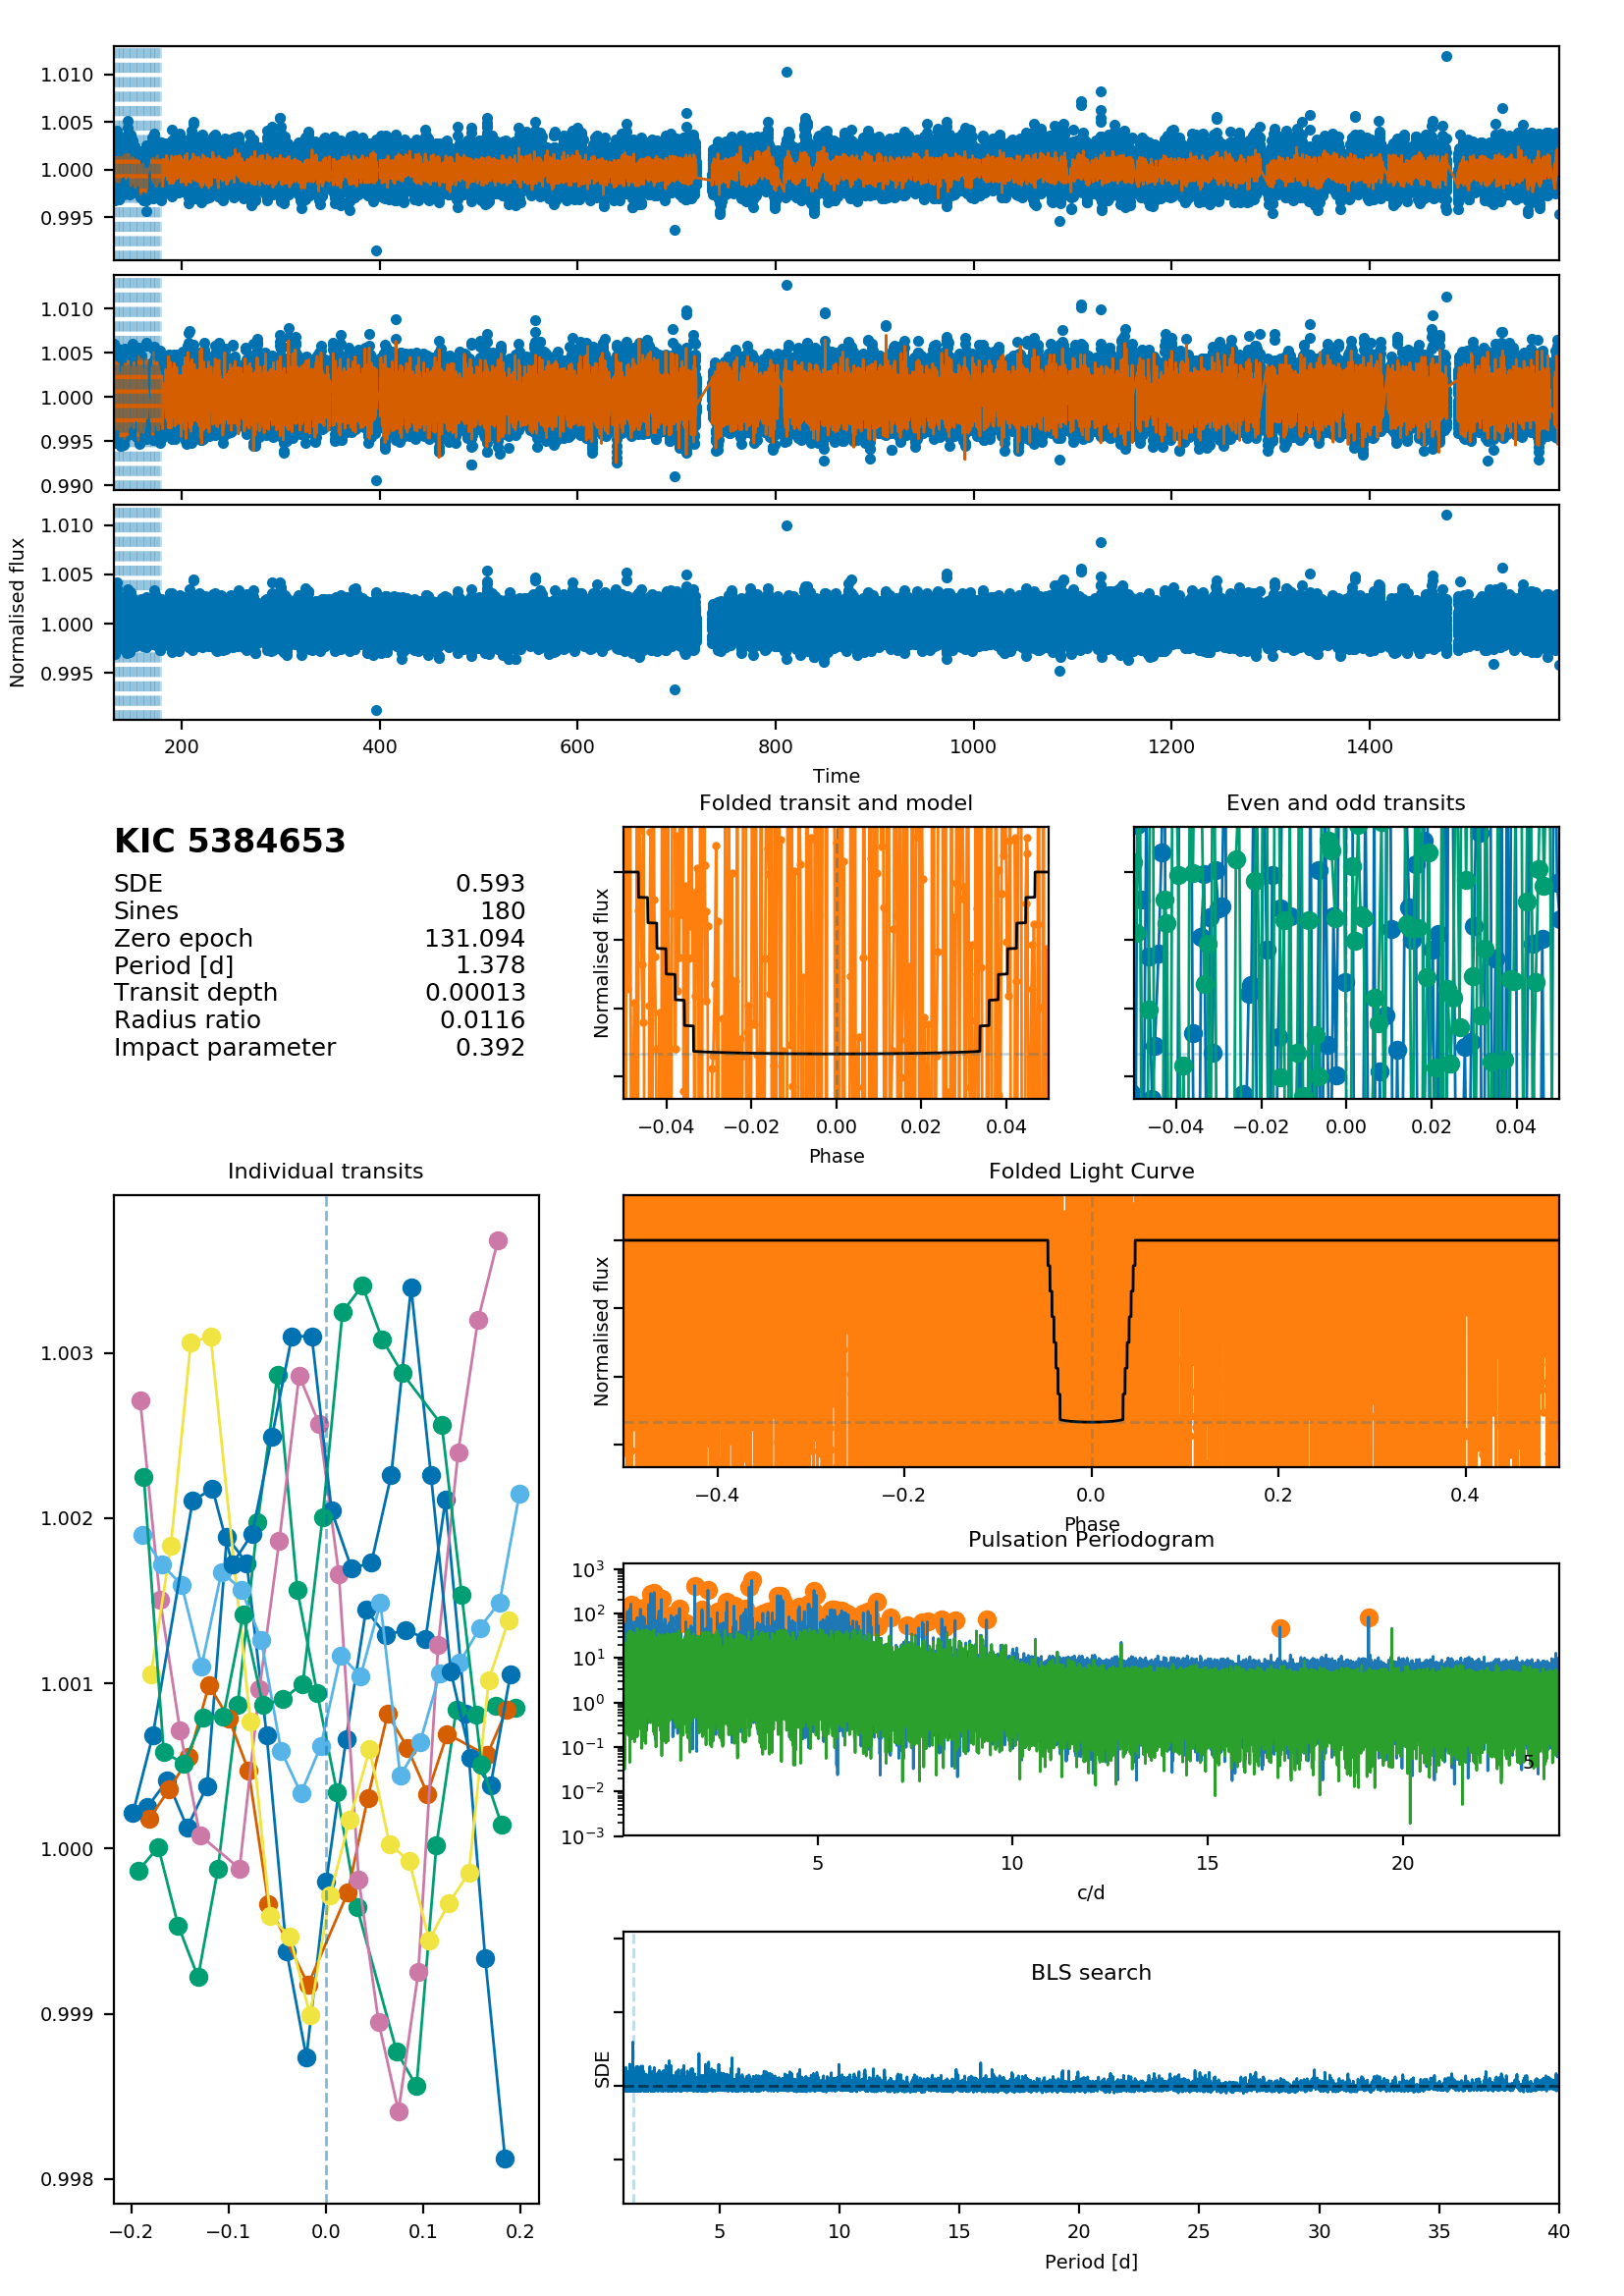 1.010
1.005
1.000
0.995
1.010
1.005
1.000
0.995
0.990
1.010
1.005
1.000
0.995
Normalised flux
200 400 600 800 1000 1200 1400
Time
KIC 5384653
SDE 0.593
Sines 180
Zero epoch 131.094
Period [d] 1.378
Transit depth 0.00013
Radius ratio 0.0116
Impact parameter 0.392
Folded transit and model
Normalised flux
−0.04 −0.02 0.00 0.02 0.04
Phase
Even and odd transits
−0.04 −0.02 0.00 0.02 0.04
Individual transits
1.003
1.002
1.001
1.000
0.999
0.998
−0.2 −0.1 0.0 0.1 0.2
Folded Light Curve
Normalised flux
−0.4 −0.2 0.0 0.2 0.4
Phase
Pulsation Periodogram
10³
10²
10¹
10⁰
10⁻¹
10⁻²
10⁻³
5
5 10 15 20
c/d
BLS search
SDE
5 10 15 20 25 30 35 40
Period [d]